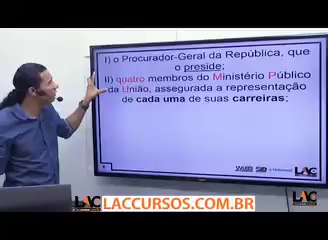 I) o Procurador-Geral da República, que
o preside;
II) quatro membros do Ministério Público
da União, assegurada a representação
de cada uma de suas carreiras;
LAC
LAC
LACCURSOS.COM.BR
LAC